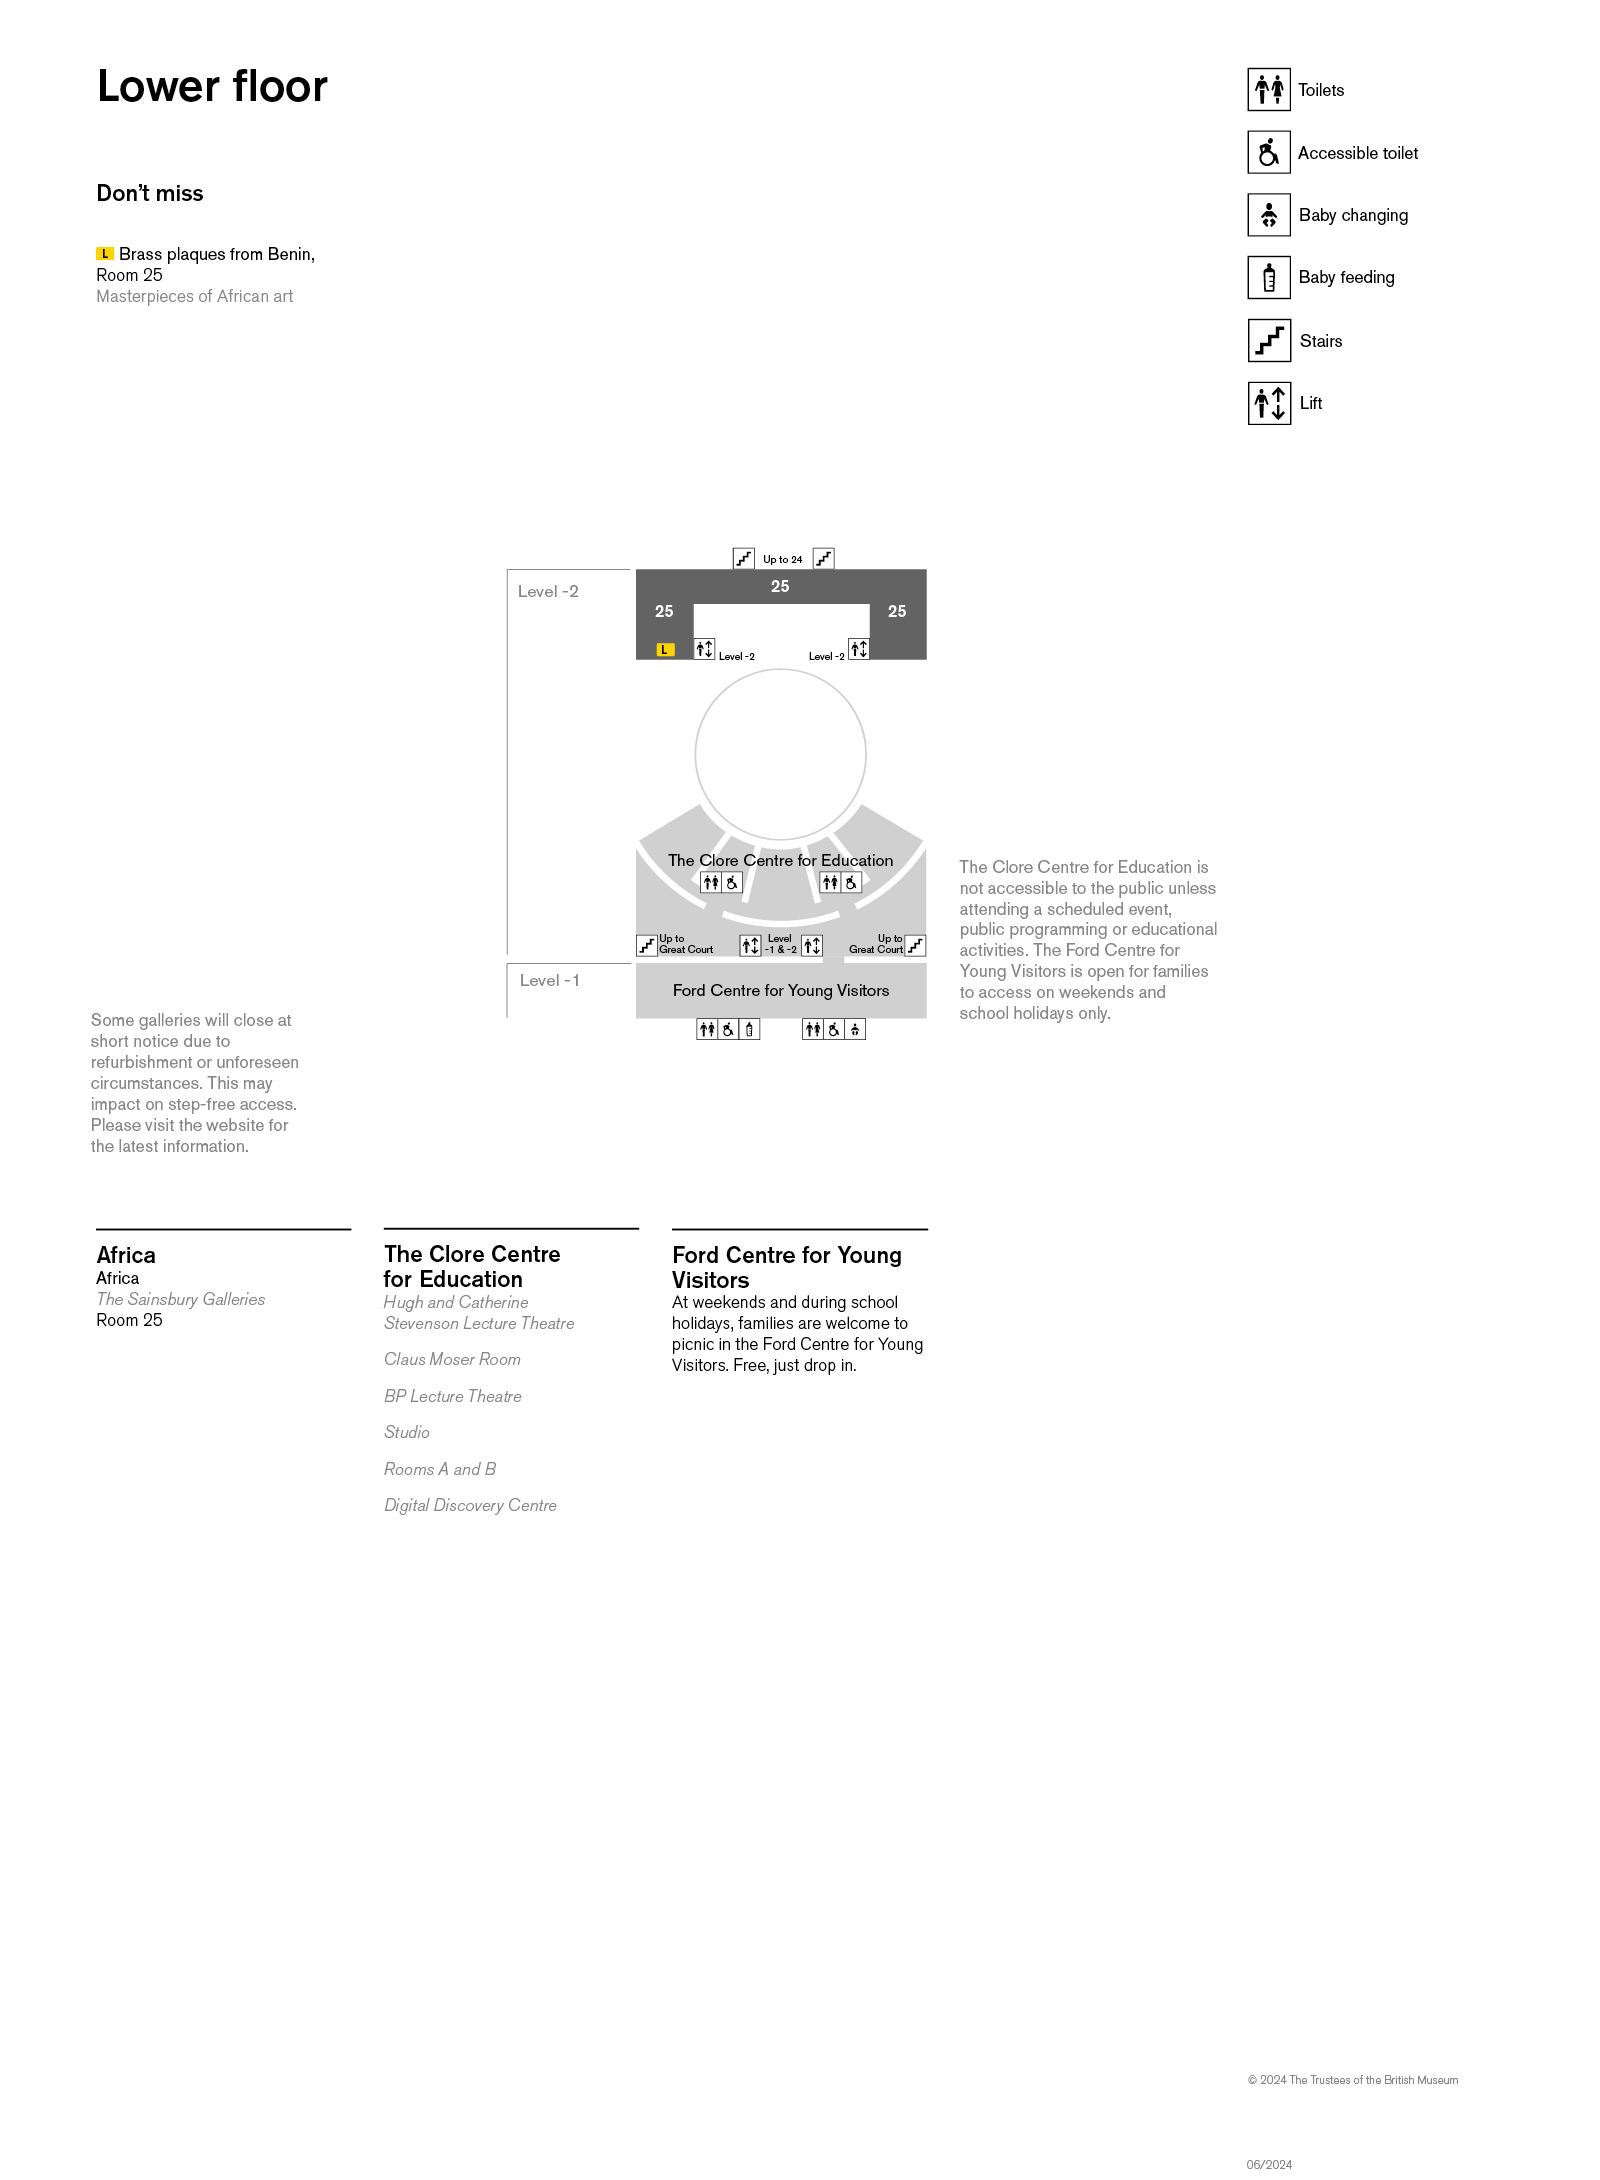 Lower floor
Toilets
Accessible toilet
Baby changing
Baby feeding
Stairs
Lift
Don’t miss
L Brass plaques from Benin,
Room 25
Masterpieces of African art
Up to 24
Level -2
25
25
25
L
Level -2
Level -2
The Clore Centre for Education
Up to
Great Court
Level
-1 & -2
Up to
Great Court
Level -1
Ford Centre for Young Visitors
The Clore Centre for Education is
not accessible to the public unless
attending a scheduled event,
public programming or educational
activities. The Ford Centre for
Young Visitors is open for families
to access on weekends and
school holidays only.
Some galleries will close at
short notice due to
refurbishment or unforeseen
circumstances. This may
impact on step-free access.
Please visit the website for
the latest information.
Africa
Africa
The Sainsbury Galleries
Room 25
The Clore Centre
for Education
Hugh and Catherine
Stevenson Lecture Theatre
Claus Moser Room
BP Lecture Theatre
Studio
Rooms A and B
Digital Discovery Centre
Ford Centre for Young
Visitors
At weekends and during school
holidays, families are welcome to
picnic in the Ford Centre for Young
Visitors. Free, just drop in.
© 2024 The Trustees of the British Museum
06/2024